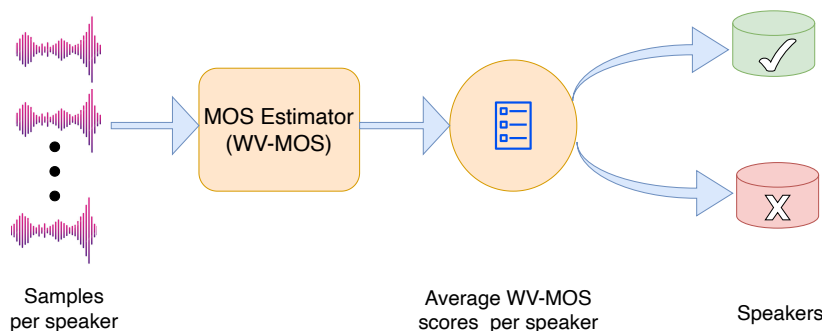 MOS Estimator
(WV-MOS)
X
Samples
per speaker
Average WV-MOS
scores per speaker
Speakers